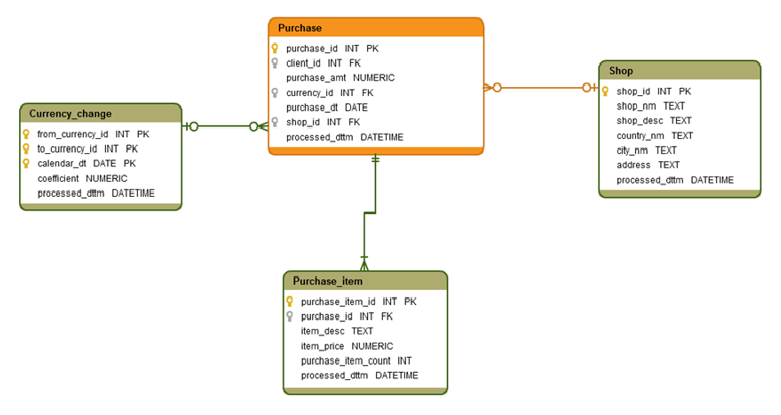 Purchase
purchase_id INT PK
client_id INT FK
purchase_amt NUMERIC
currency_id INT FK
purchase_dt DATE
shop_id INT FK
processed_dttm DATETIME
Shop
shop_id INT PK
shop_nm TEXT
shop_desc TEXT
country_nm TEXT
city_nm TEXT
address TEXT
processed_dttm DATETIME
Currency_change
from_currency_id INT PK
to_currency_id INT PK
calendar_dt DATE PK
coefficient NUMERIC
processed_dttm DATETIME
Purchase_item
purchase_item_id INT PK
purchase_id INT FK
item_desc TEXT
item_price NUMERIC
purchase_item_count INT
processed_dttm DATETIME